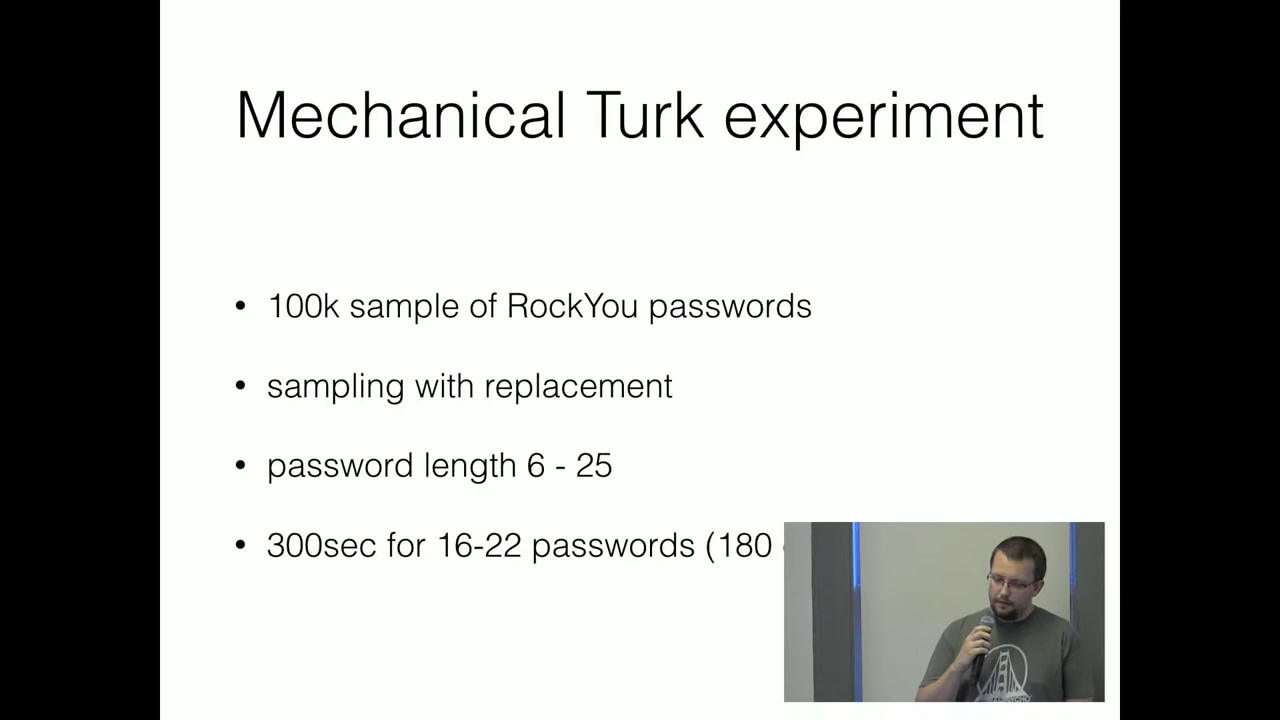 Mechanical Turk experiment
• 100k sample of RockYou passwords
• sampling with replacement
• password length 6 - 25
• 300sec for 16-22 passwords (180